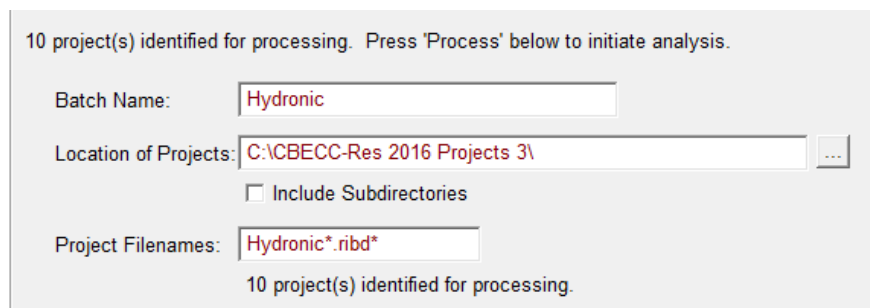 10 project(s) identified for processing.  Press 'Process' below to initiate analysis.
Batch Name: Hydronic
Location of Projects: C:\CBECC-Res 2016 Projects 3\ ...
Include Subdirectories
Project Filenames: Hydronic*.ribd*
10 project(s) identified for processing.